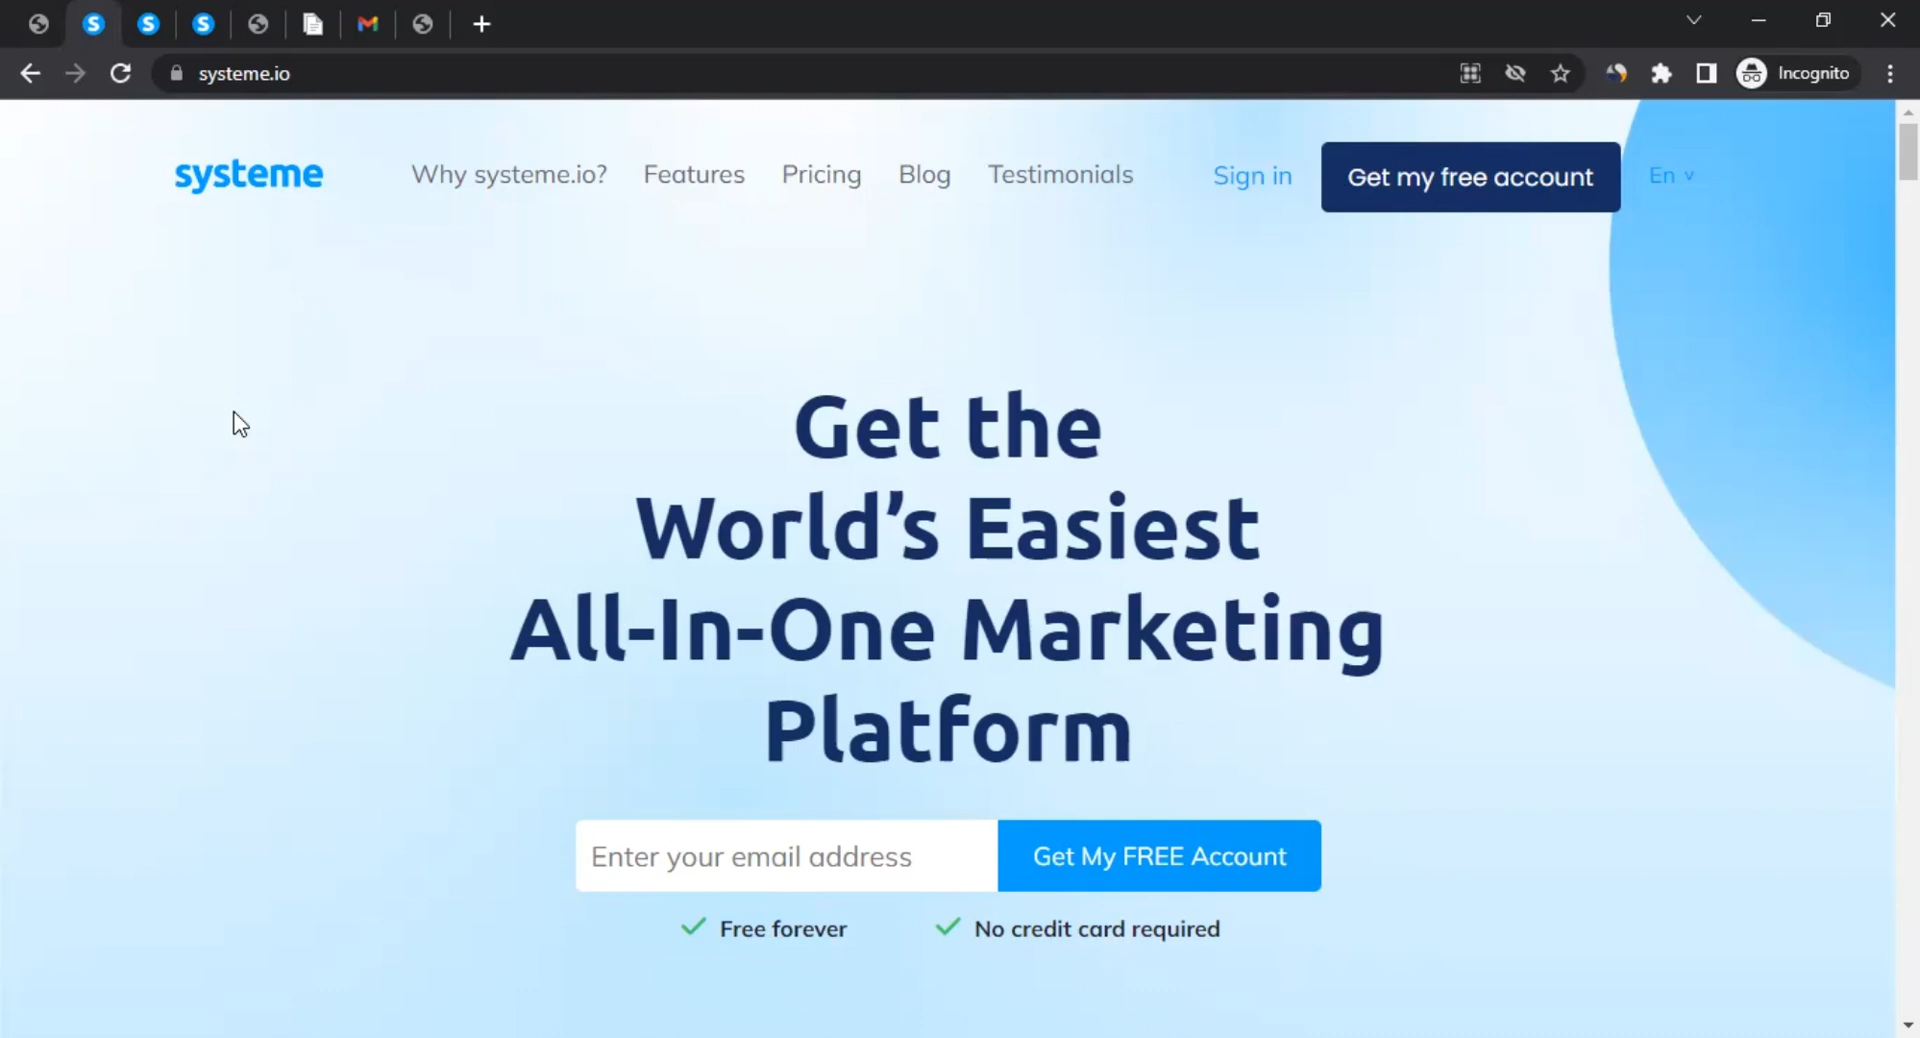 systeme.io
Incognito
systeme
Why systeme.io?
Features
Pricing
Blog
Testimonials
Sign in
Get my free account
En
Get the
World’s Easiest
All-In-One Marketing
Platform
Enter your email address
Get My FREE Account
Free forever
No credit card required